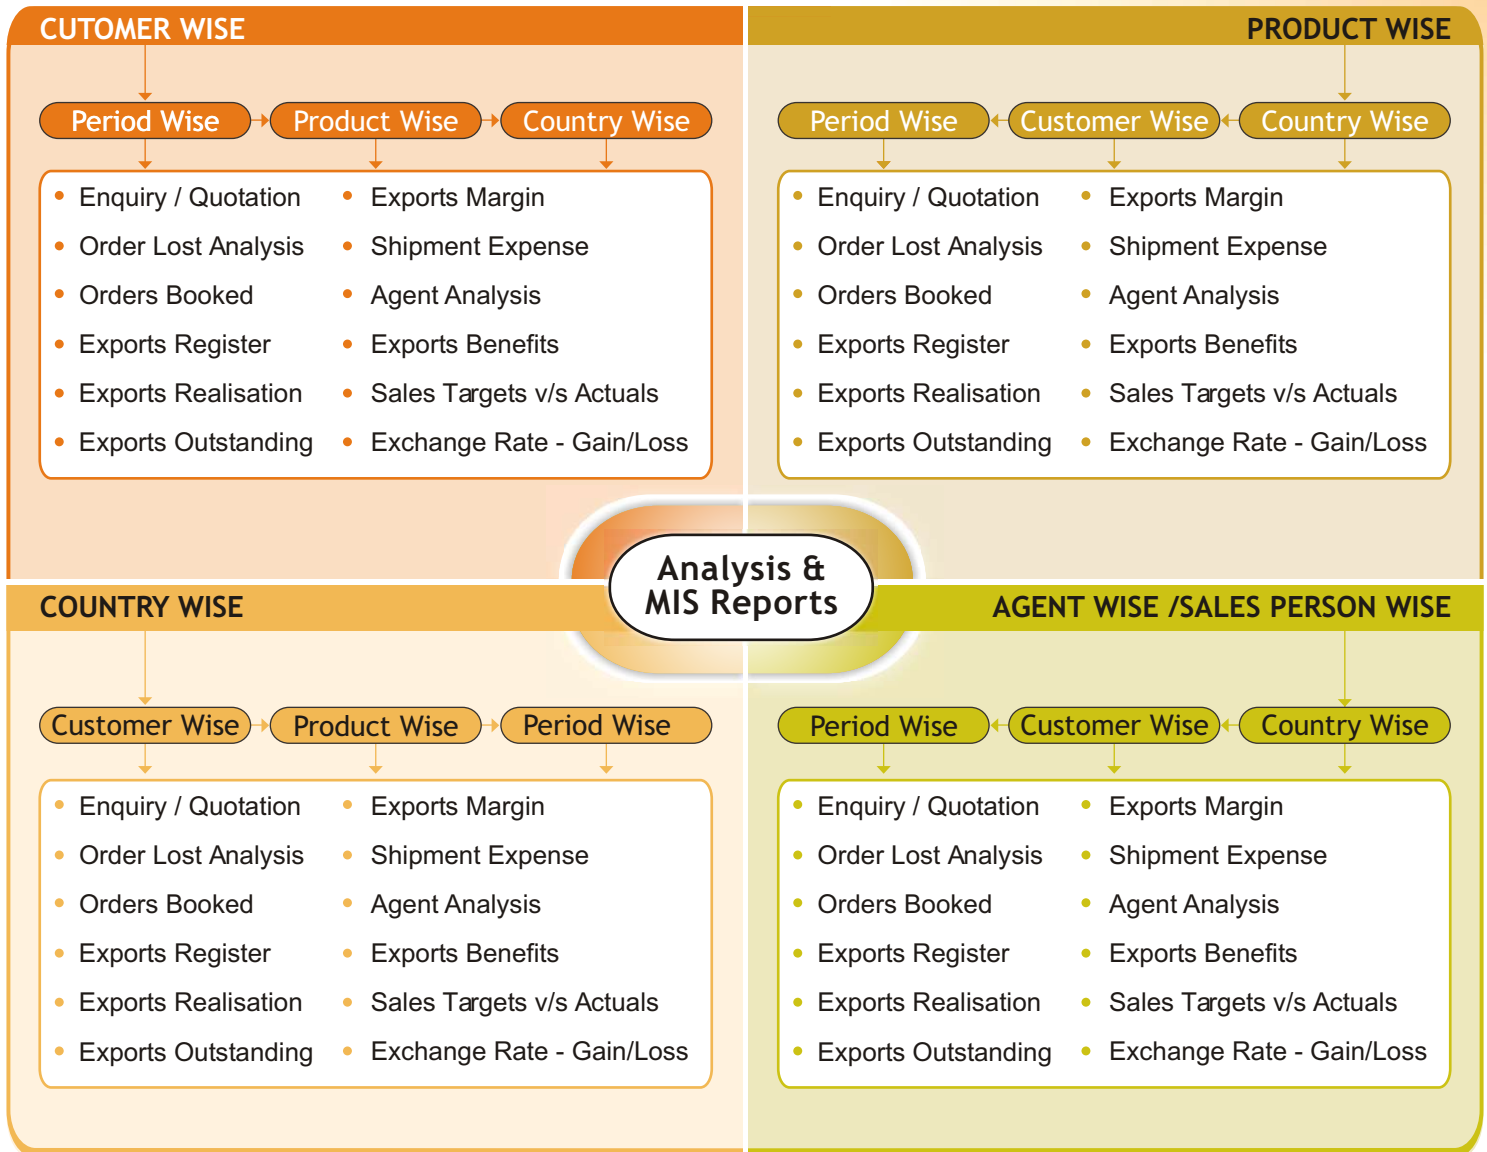 CUTOMER WISE
Period Wise Product Wise Country Wise
• Enquiry / Quotation • Exports Margin
• Order Lost Analysis • Shipment Expense
• Orders Booked • Agent Analysis
• Exports Register • Exports Benefits
• Exports Realisation • Sales Targets v/s Actuals
• Exports Outstanding • Exchange Rate - Gain/Loss
PRODUCT WISE
Period Wise Customer Wise Country Wise
• Enquiry / Quotation • Exports Margin
• Order Lost Analysis • Shipment Expense
• Orders Booked • Agent Analysis
• Exports Register • Exports Benefits
• Exports Realisation • Sales Targets v/s Actuals
• Exports Outstanding • Exchange Rate - Gain/Loss
Analysis &
MIS Reports
COUNTRY WISE
Customer Wise Product Wise Period Wise
• Enquiry / Quotation • Exports Margin
• Order Lost Analysis • Shipment Expense
• Orders Booked • Agent Analysis
• Exports Register • Exports Benefits
• Exports Realisation • Sales Targets v/s Actuals
• Exports Outstanding • Exchange Rate - Gain/Loss
AGENT WISE /SALES PERSON WISE
Period Wise Customer Wise Country Wise
• Enquiry / Quotation • Exports Margin
• Order Lost Analysis • Shipment Expense
• Orders Booked • Agent Analysis
• Exports Register • Exports Benefits
• Exports Realisation • Sales Targets v/s Actuals
• Exports Outstanding • Exchange Rate - Gain/Loss